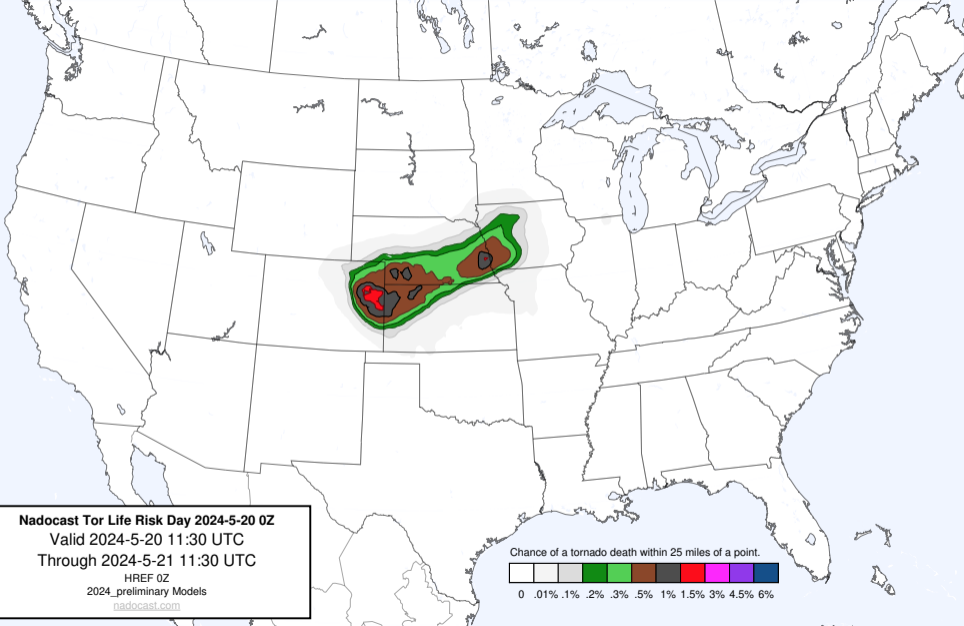 Nadocast Tor Life Risk Day 2024-5-20 0Z
Valid 2024-5-20 11:30 UTC
Through 2024-5-21 11:30 UTC
HREF 0Z
2024_preliminary Models
nadocast.com
Chance of a tornado death within 25 miles of a point.
0 .01% .1% .2% .3% .5% 1% 1.5% 3% 4.5% 6%